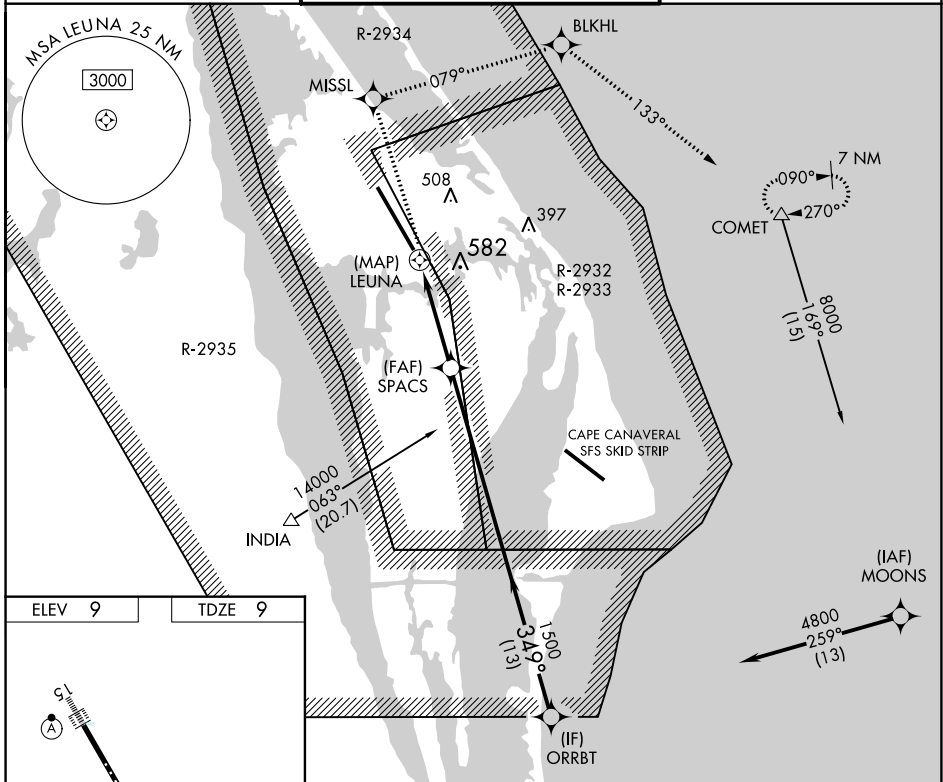 MSA LEUNA 25 NM
3000
R-2934
BLKHL
MISSL
079°
133°
7 NM
090°
270°
COMET
508
397
582
(MAP)
LEUNA
R-2932
R-2933
8000
169°
(15)
R-2935
(FAF)
SPACS
CAPE CANAVERAL
SFS SKID STRIP
14000
063°
(20.7)
INDIA
(IAF)
MOONS
4800
259°
(13)
1500
349°
(13)
(IF)
ORRBT
ELEV 9
TDZE 9
15
A